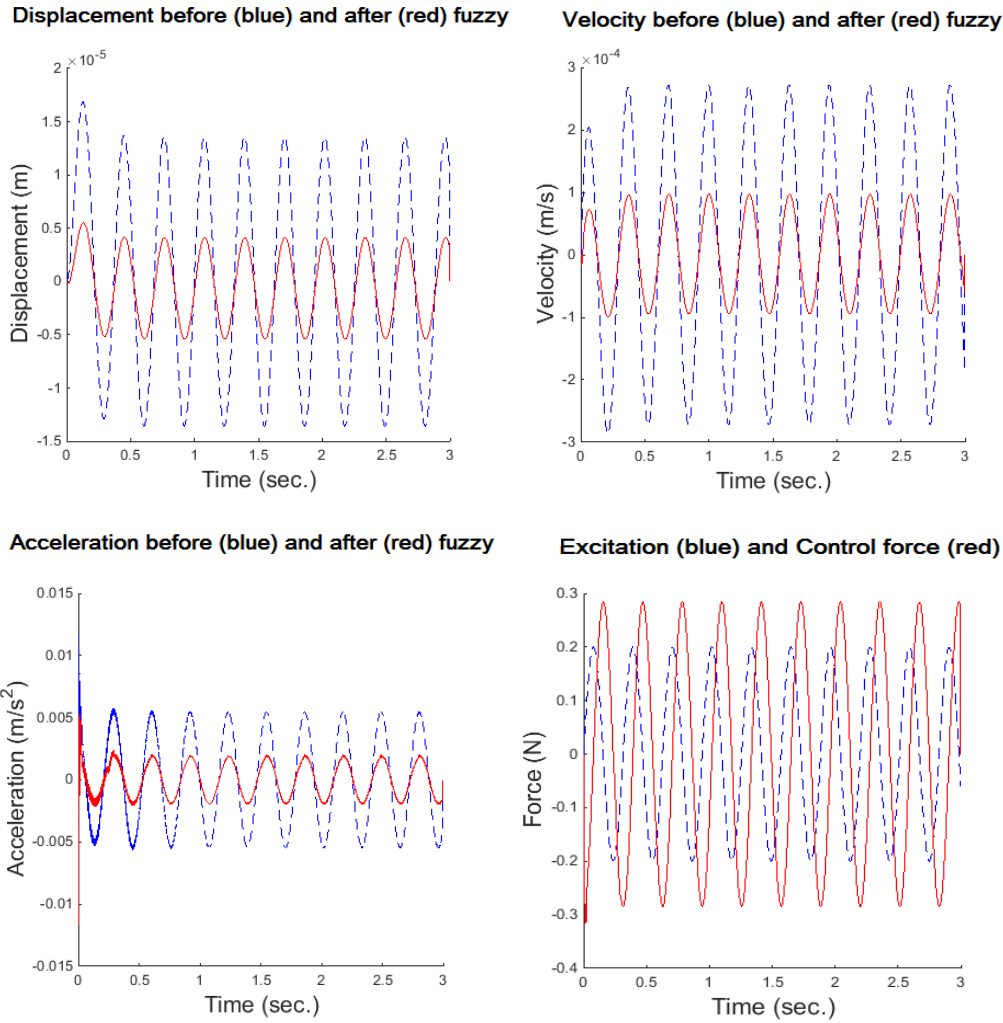 Displacement before (blue) and after (red) fuzzy
×10⁻⁵
2
1.5
1
0.5
0
-0.5
-1
-1.5
Displacement (m)
0 0.5 1 1.5 2 2.5 3
Time (sec.)
Velocity before (blue) and after (red) fuzzy
×10⁻⁴
3
2
1
0
-1
-2
-3
Velocity (m/s)
0 0.5 1 1.5 2 2.5 3
Time (sec.)
Acceleration before (blue) and after (red) fuzzy
0.015
0.01
0.005
0
-0.005
-0.01
-0.015
Acceleration (m/s²)
0 0.5 1 1.5 2 2.5 3
Time (sec.)
Excitation (blue) and Control force (red)
0.3
0.2
0.1
0
-0.1
-0.2
-0.3
-0.4
Force (N)
0 0.5 1 1.5 2 2.5 3
Time (sec.)